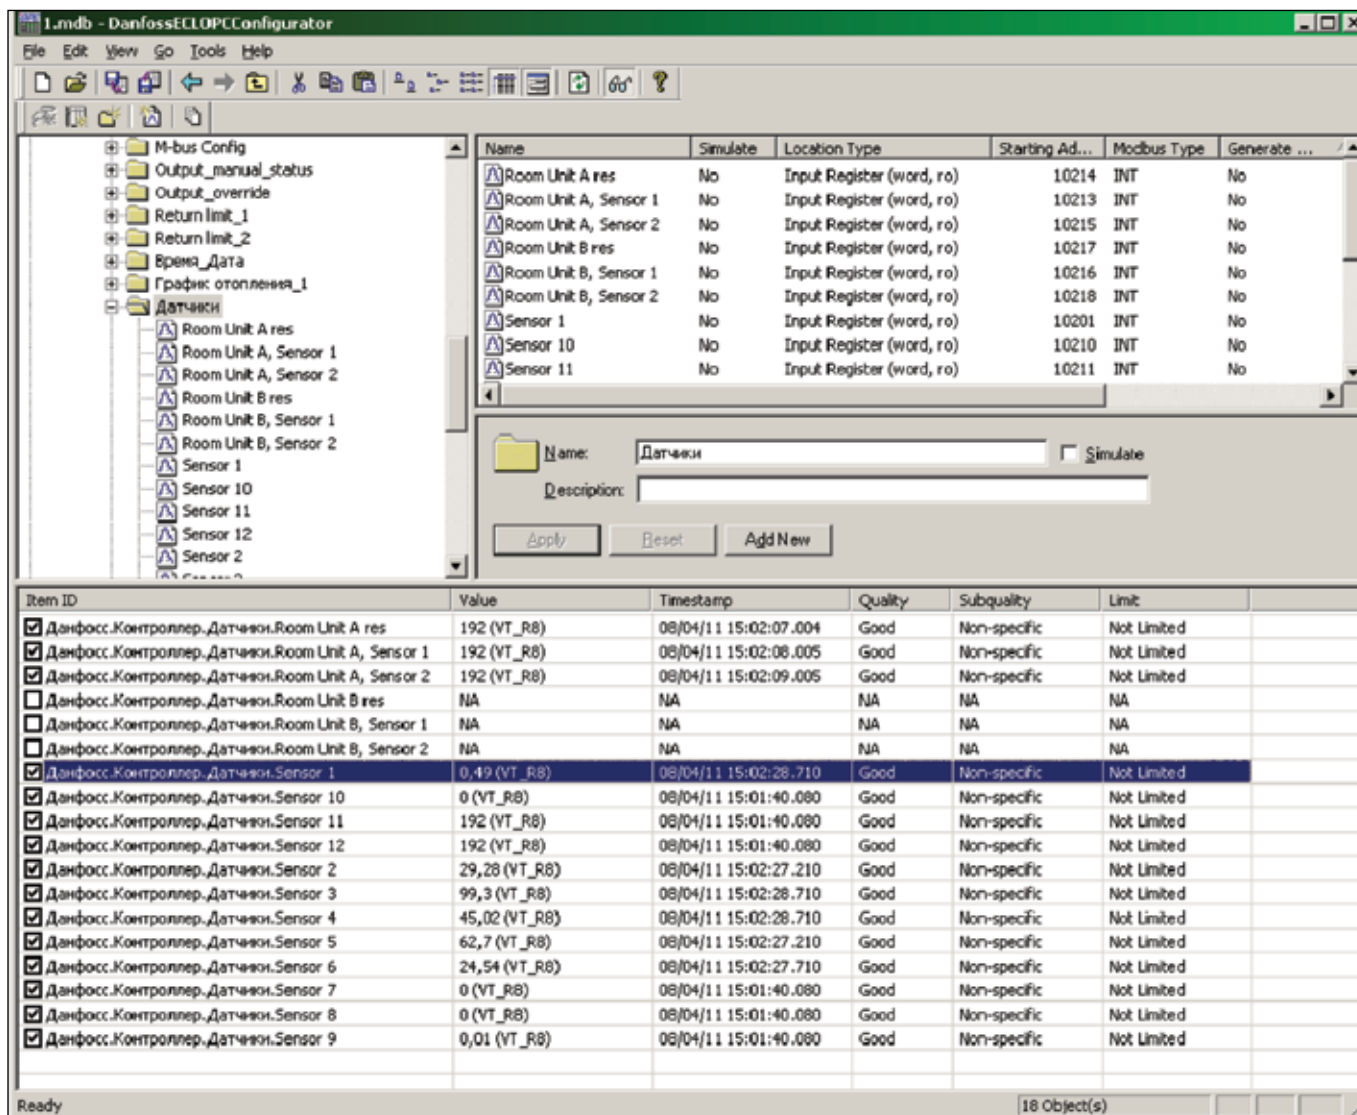 1.mdb - DanfossECLOPCConfigurator
File Edit View Go Tools Help
M-bus Config
Output_manual_status
Output_override
Return limit_1
Return limit_2
Время_Дата
График отопления_1
Датчики
Room Unit A res
Room Unit A, Sensor 1
Room Unit A, Sensor 2
Room Unit B res
Room Unit B, Sensor 1
Room Unit B, Sensor 2
Sensor 1
Sensor 10
Sensor 11
Sensor 12
Sensor 2
Name Simulate Location Type Starting Ad... Modbus Type Generate ...
Room Unit A res No Input Register (word, ro) 10214 INT No
Room Unit A, Sensor 1 No Input Register (word, ro) 10213 INT No
Room Unit A, Sensor 2 No Input Register (word, ro) 10215 INT No
Room Unit B res No Input Register (word, ro) 10217 INT No
Room Unit B, Sensor 1 No Input Register (word, ro) 10216 INT No
Room Unit B, Sensor 2 No Input Register (word, ro) 10218 INT No
Sensor 1 No Input Register (word, ro) 10201 INT No
Sensor 10 No Input Register (word, ro) 10210 INT No
Sensor 11 No Input Register (word, ro) 10211 INT No
Name: Датчики Simulate
Description:
Apply Reset Add New
Item ID Value Timestamp Quality Subquality Limit
Данфосс.Контроллер.Датчики.Room Unit A res 192 (VT_R8) 08/04/11 15:02:07.004 Good Non-specific Not Limited
Данфосс.Контроллер.Датчики.Room Unit A, Sensor 1 192 (VT_R8) 08/04/11 15:02:08.005 Good Non-specific Not Limited
Данфосс.Контроллер.Датчики.Room Unit A, Sensor 2 192 (VT_R8) 08/04/11 15:02:09.005 Good Non-specific Not Limited
Данфосс.Контроллер.Датчики.Room Unit B res NA NA NA NA NA
Данфосс.Контроллер.Датчики.Room Unit B, Sensor 1 NA NA NA NA NA
Данфосс.Контроллер.Датчики.Room Unit B, Sensor 2 NA NA NA NA NA
Данфосс.Контроллер.Датчики.Sensor 1 0,49 (VT_R8) 08/04/11 15:02:28.710 Good Non-specific Not Limited
Данфосс.Контроллер.Датчики.Sensor 10 0 (VT_R8) 08/04/11 15:01:40.080 Good Non-specific Not Limited
Данфосс.Контроллер.Датчики.Sensor 11 192 (VT_R8) 08/04/11 15:01:40.080 Good Non-specific Not Limited
Данфосс.Контроллер.Датчики.Sensor 12 192 (VT_R8) 08/04/11 15:01:40.080 Good Non-specific Not Limited
Данфосс.Контроллер.Датчики.Sensor 2 29,28 (VT_R8) 08/04/11 15:02:27.210 Good Non-specific Not Limited
Данфосс.Контроллер.Датчики.Sensor 3 99,3 (VT_R8) 08/04/11 15:02:28.710 Good Non-specific Not Limited
Данфосс.Контроллер.Датчики.Sensor 4 45,02 (VT_R8) 08/04/11 15:02:28.710 Good Non-specific Not Limited
Данфосс.Контроллер.Датчики.Sensor 5 62,7 (VT_R8) 08/04/11 15:02:27.210 Good Non-specific Not Limited
Данфосс.Контроллер.Датчики.Sensor 6 24,54 (VT_R8) 08/04/11 15:02:27.710 Good Non-specific Not Limited
Данфосс.Контроллер.Датчики.Sensor 7 0 (VT_R8) 08/04/11 15:01:40.080 Good Non-specific Not Limited
Данфосс.Контроллер.Датчики.Sensor 8 0 (VT_R8) 08/04/11 15:01:40.080 Good Non-specific Not Limited
Данфосс.Контроллер.Датчики.Sensor 9 0,01 (VT_R8) 08/04/11 15:01:40.080 Good Non-specific Not Limited
Ready 18 Object(s)